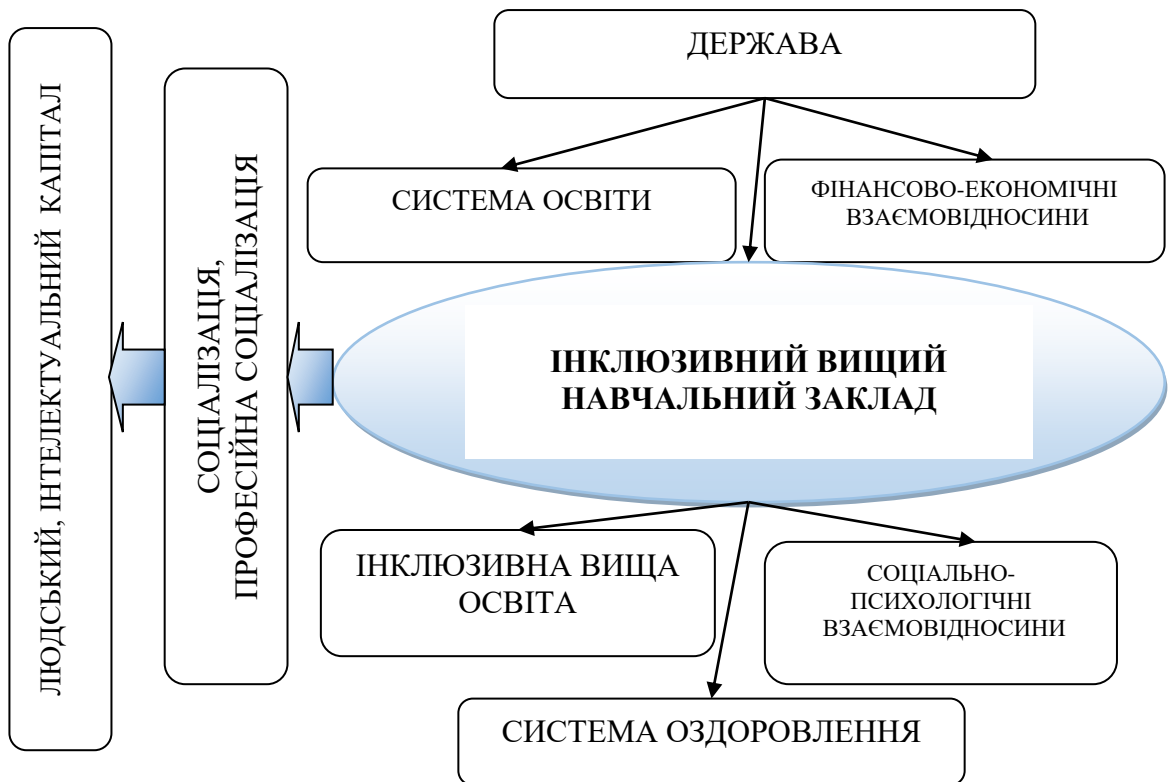 ДЕРЖАВА
СИСТЕМА ОСВІТИ
ФІНАНСОВО-ЕКОНОМІЧНІ
ВЗАЄМОВІДНОСИНИ
ІНКЛЮЗИВНИЙ ВИЩИЙ
НАВЧАЛЬНИЙ ЗАКЛАД
СОЦІАЛІЗАЦІЯ,
ПРОФЕСІЙНА СОЦІАЛІЗАЦІЯ
ЛЮДСЬКИЙ, ІНТЕЛЕКТУАЛЬНИЙ КАПІТАЛ
ІНКЛЮЗИВНА ВИЩА
ОСВІТА
СОЦІАЛЬНО-
ПСИХОЛОГІЧНІ
ВЗАЄМОВІДНОСИНИ
СИСТЕМА ОЗДОРОВЛЕННЯ